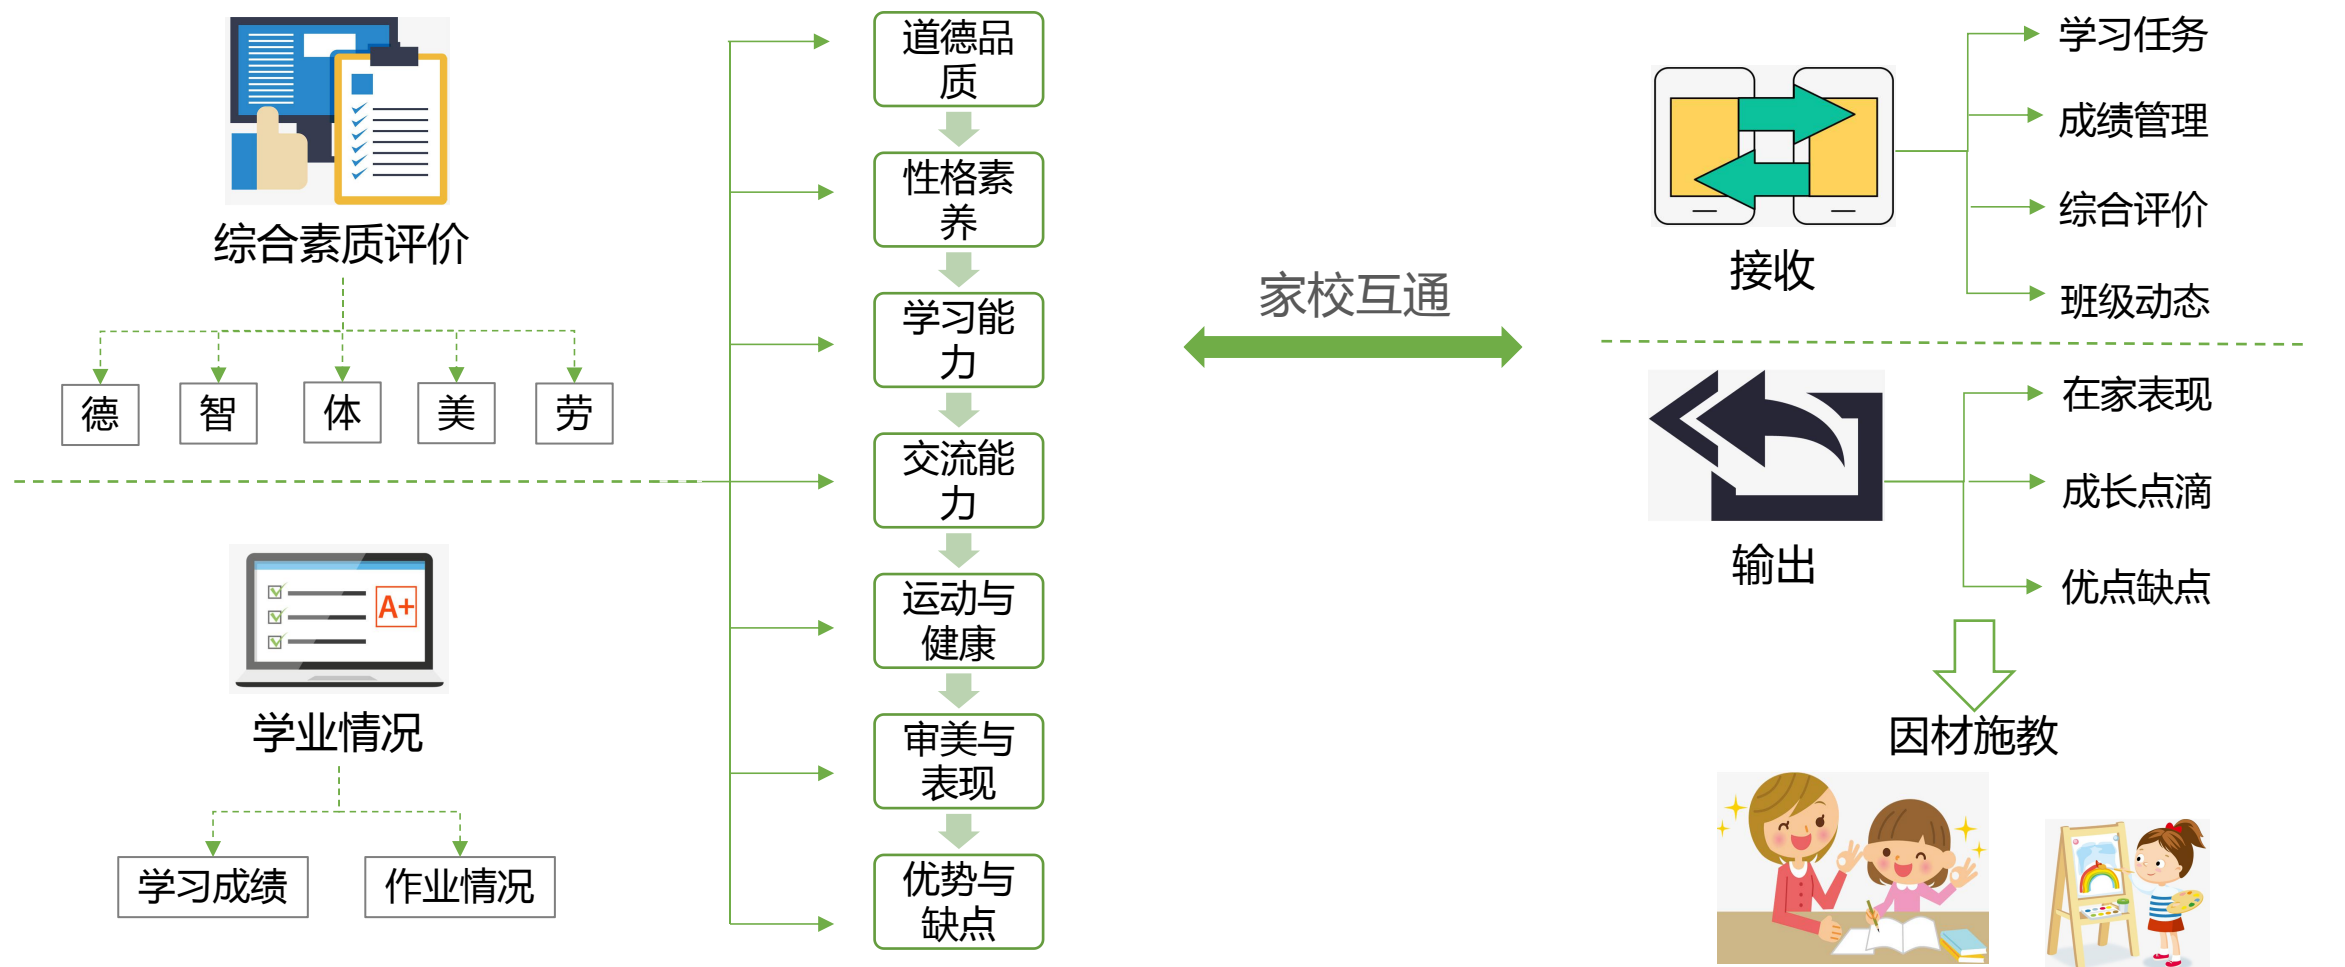 综合素质评价
德
智
体
美
劳
A+
学业情况
学习成绩
作业情况
道德品
质
性格素
养
学习能
力
交流能
力
运动与
健康
审美与
表现
优势与
缺点
家校互通
接收
学习任务
成绩管理
综合评价
班级动态
输出
在家表现
成长点滴
优点缺点
因材施教